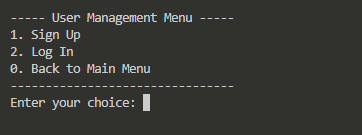 ----- User Management Menu -----
1. Sign Up
2. Log In
0. Back to Main Menu
--------------------------------
Enter your choice: